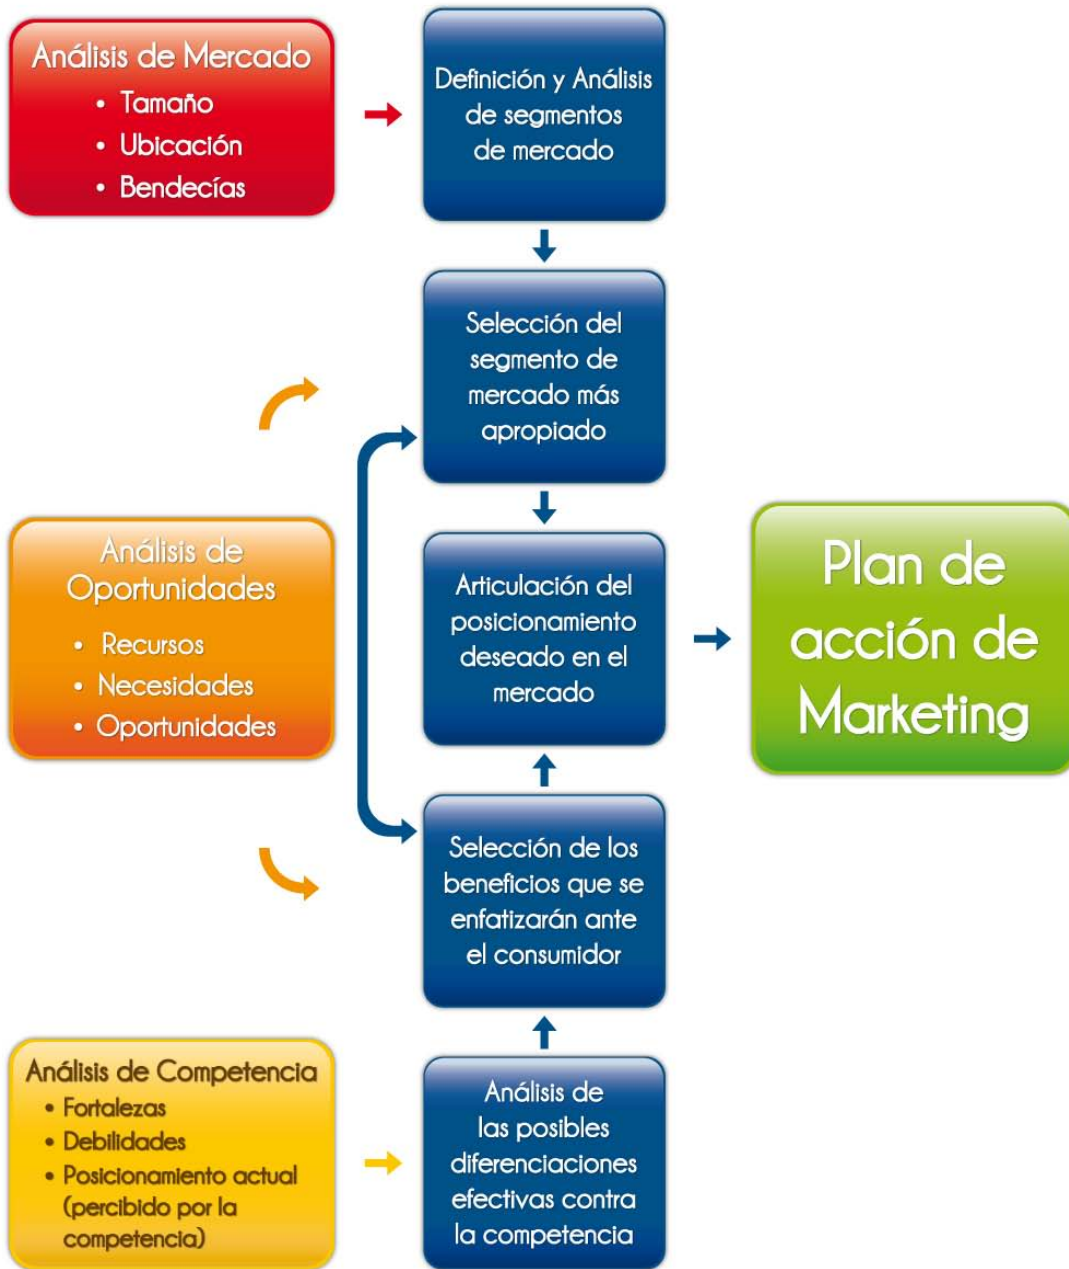 Análisis de Mercado
• Tamaño
• Ubicación
• Bendecías
Definición y Análisis
de segmentos
de mercado
Selección del
segmento de
mercado más
apropiado
Análisis de
Oportunidades
• Recursos
• Necesidades
• Oportunidades
Articulación del
posicionamiento
deseado en el
mercado
Plan de
acción de
Marketing
Selección de los
beneficios que se
enfatizarán ante
el consumidor
Análisis de Competencia
• Fortalezas
• Debilidades
• Posicionamiento actual
(percibido por la
competencia)
Análisis de
las posibles
diferenciaciones
efectivas contra
la competencia